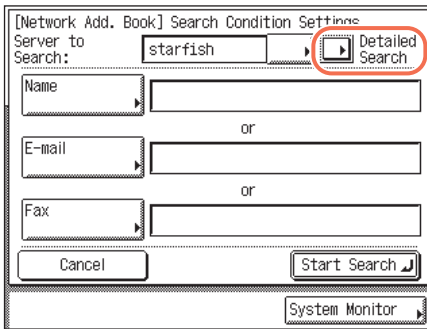 [Network Add. Book] Search Condition Settings
Server to Search:
starfish
Detailed Search
Name
or
E-mail
or
Fax
Cancel
Start Search
System Monitor